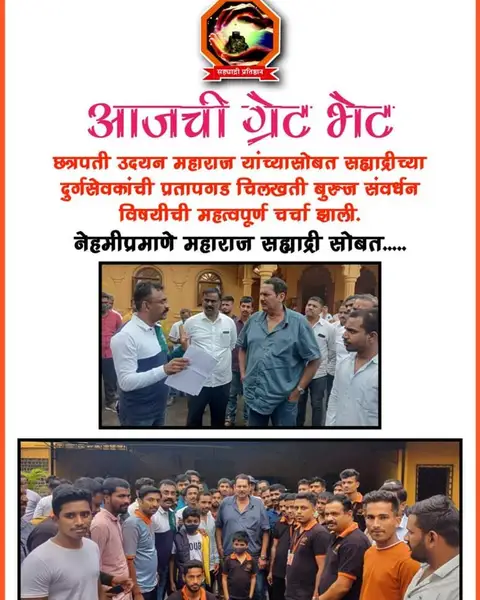 सह्याद्री प्रतिष्ठान
आजची ग्रेट भेट
छत्रपती उदयन महाराज यांच्यासोबत सह्याद्रीच्या
दुर्गसेवकांची प्रतापगड चिलखती बुरूज संवर्धन
विषयीची महत्वपूर्ण चर्चा झाली.
नेहमीप्रमाणे महाराज सह्याद्री सोबत.....